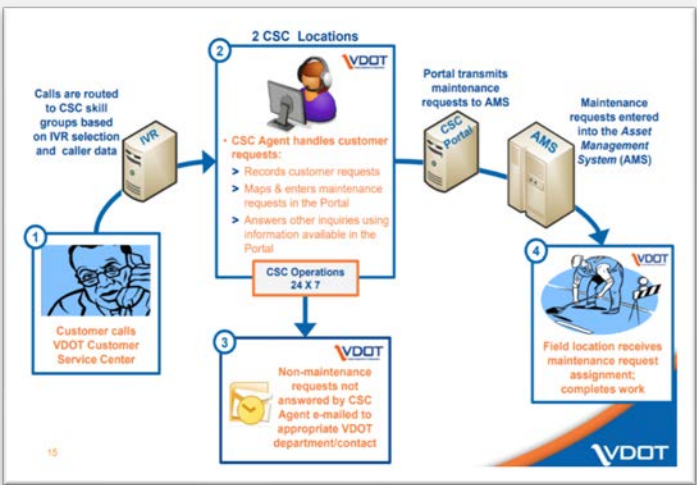 2 CSC Locations
Calls are routed
to CSC skill
groups based
on IVR selection
and caller data
IVR
1
Customer calls
VDOT Customer
Service Center
2
VDOT
• CSC Agent handles customer
requests:
> Records customer requests
> Maps & enters maintenance
requests in the Portal
> Answers other inquiries using
information available in the
Portal
CSC Operations
24 X 7
3
VDOT
Non-maintenance
requests not
answered by CSC
Agent e-mailed to
appropriate VDOT
department/contact
Portal transmits
maintenance
requests to AMS
CSC
Portal
AMS
Maintenance
requests entered
into the Asset
Management
System (AMS)
4
VDOT
Field location receives
maintenance request
assignment;
completes work
15
VDOT